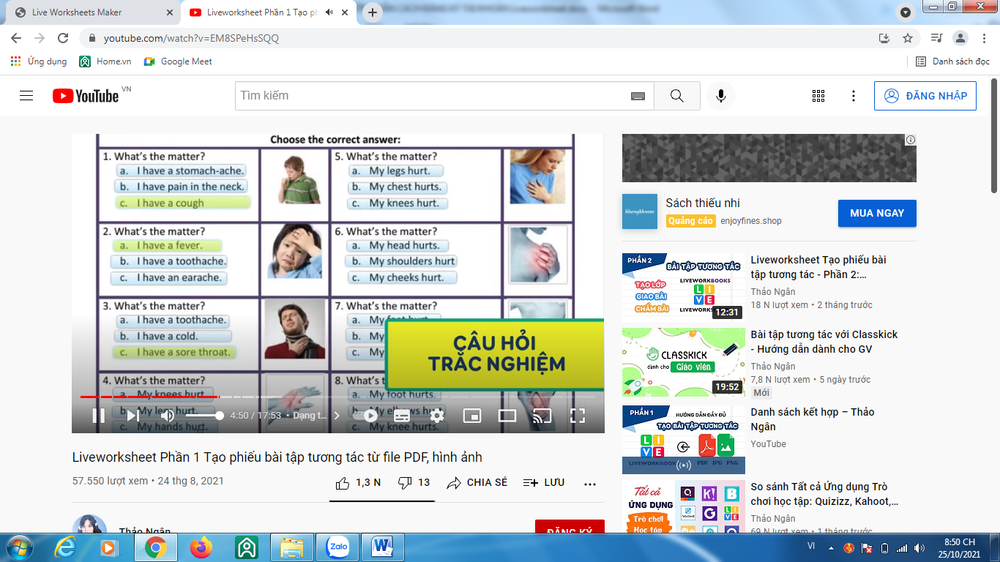 Live Worksheets Maker
Liveworksheet Phần 1 Tạo ph
youtube.com/watch?v=EM8SPeHsSQQ
Ứng dụng
Home.vn
Google Meet
Danh sách đọc
YouTube VN
Tìm kiếm
ĐĂNG NHẬP
Choose the correct answer:
1. What's the matter?
a. I have a stomach-ache.
b. I have pain in the neck.
c. I have a cough
2. What's the matter?
a. I have a fever.
b. I have a toothache.
c. I have an earache.
3. What's the matter?
a. I have a toothache.
b. I have a cold.
c. I have a sore throat.
4. What's the matter?
a. My knees hurt.
b. My legs hurt.
c. My hands hurt.
5. What's the matter?
a. My legs hurt.
b. My chest hurts.
c. My knees hurt.
6. What's the matter?
a. My head hurts.
b. My shoulders hurt
c. My cheeks hurt.
7. What's the matter?
a. My foot hurt.
b. My
c. My
8. What's t
a. My foot hurts.
b. My elbows hu
c. My knee hurts.
CÂU HỎI
TRẮC NGHIỆM
4:50 / 17:53 • Dạng t...
Liveworksheet Phần 1 Tạo phiếu bài tập tương tác từ file PDF, hình ảnh
57.550 lượt xem • 24 thg 8, 2021
1,3 N
13
CHIA SẺ
LƯU
Thảo Ngân
ĐĂNG KÝ
khonghkwan
Sách thiếu nhi
Quảng cáo enjoyfines.shop
MUA NGAY
PHẦN 2
BÀI TẬP TƯƠNG TÁC
TẠO LỚP
GIAO BÀI
CHẤM BÀI
LIVEWORKBOOKS
LIVE
LIVEWORKS
12:31
Liveworksheet Tạo phiếu bài
tập tương tác - Phần 2:...
Thảo Ngân
18 N lượt xem • 2 tháng trước
CLASSKICK
dành cho Giáo viên
19:52
Bài tập tương tác với Classkick
- Hướng dẫn dành cho GV
Thảo Ngân
7,8 N lượt xem • 5 ngày trước
Mới
PHẦN 1
HƯỚNG DẪN ĐẦY ĐỦ
TẠO BÀI TẬP TƯƠNG TÁC
LIVE
LIVEWORKBOOK
PDF JPG PNG
Danh sách kết hợp – Thảo
Ngân
YouTube
Tất cả
ỨNG DỤNG
Trò chơi
Học tập
So sánh Tất cả Ứng dụng Trò
chơi học tập: Quizizz, Kahoot,...
Thảo Ngân
69 N lượt xem • 1 tháng trước
Zalo
VI
8:50 CH
25/10/2021